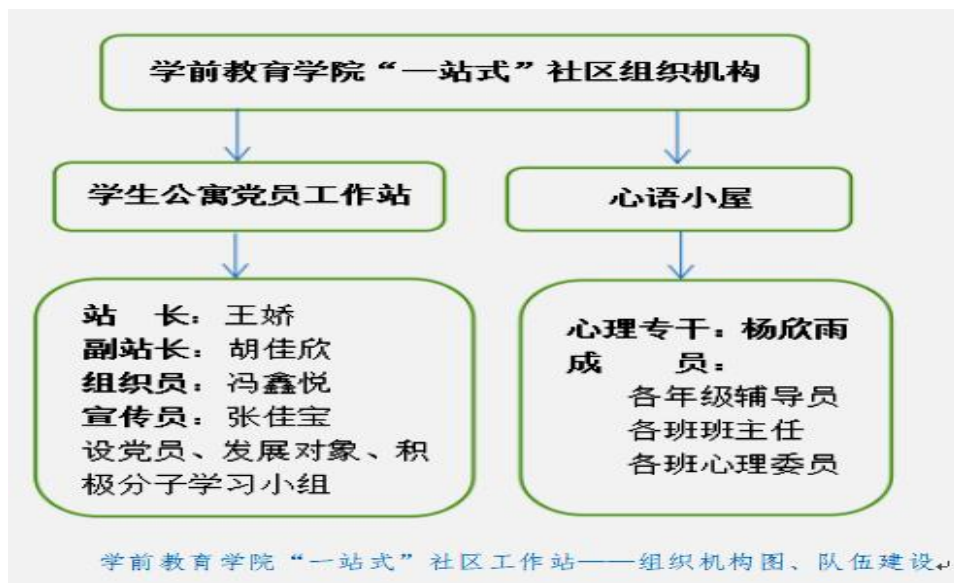 学前教育学院“一站式”社区组织机构
学生公寓党员工作站
心语小屋
站 长：王娇
副站长：胡佳欣
组织员：冯鑫悦
宣传员：张佳宝
设党员、发展对象、积
极分子学习小组
心理专干：杨欣雨
成 员：
各年级辅导员
各班班主任
各班心理委员
学前教育学院“一站式”社区工作站——组织机构图、队伍建设